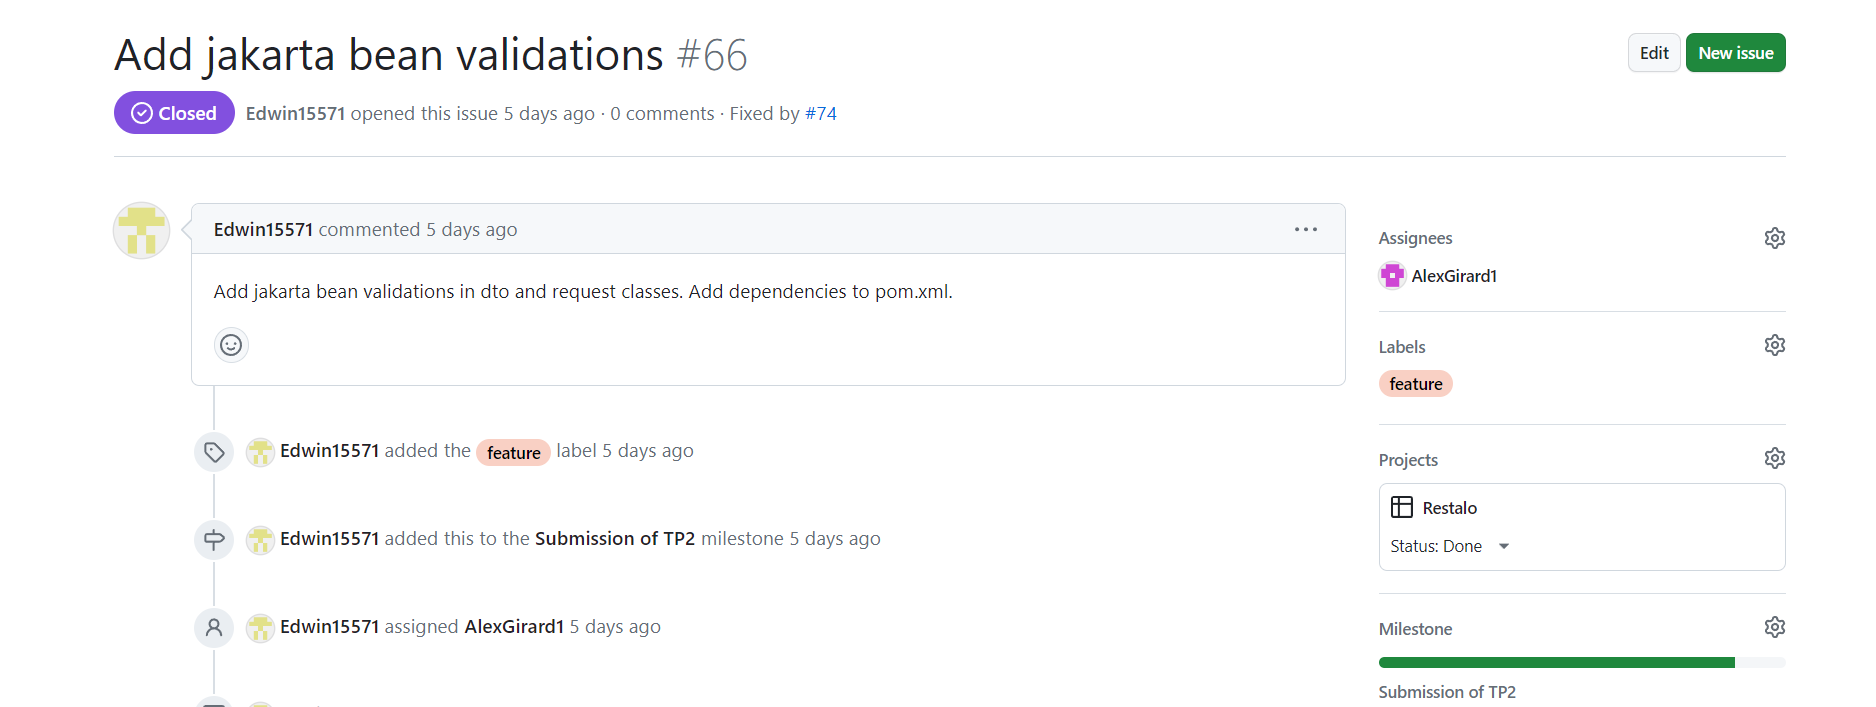 Add jakarta bean validations #66
Edit
New issue
Closed
Edwin15571 opened this issue 5 days ago · 0 comments · Fixed by #74
Edwin15571 commented 5 days ago
Add jakarta bean validations in dto and request classes. Add dependencies to pom.xml.
Edwin15571 added the feature label 5 days ago
Edwin15571 added this to the Submission of TP2 milestone 5 days ago
Edwin15571 assigned AlexGirard1 5 days ago
Assignees
AlexGirard1
Labels
feature
Projects
Restalo
Status: Done
Milestone
Submission of TP2